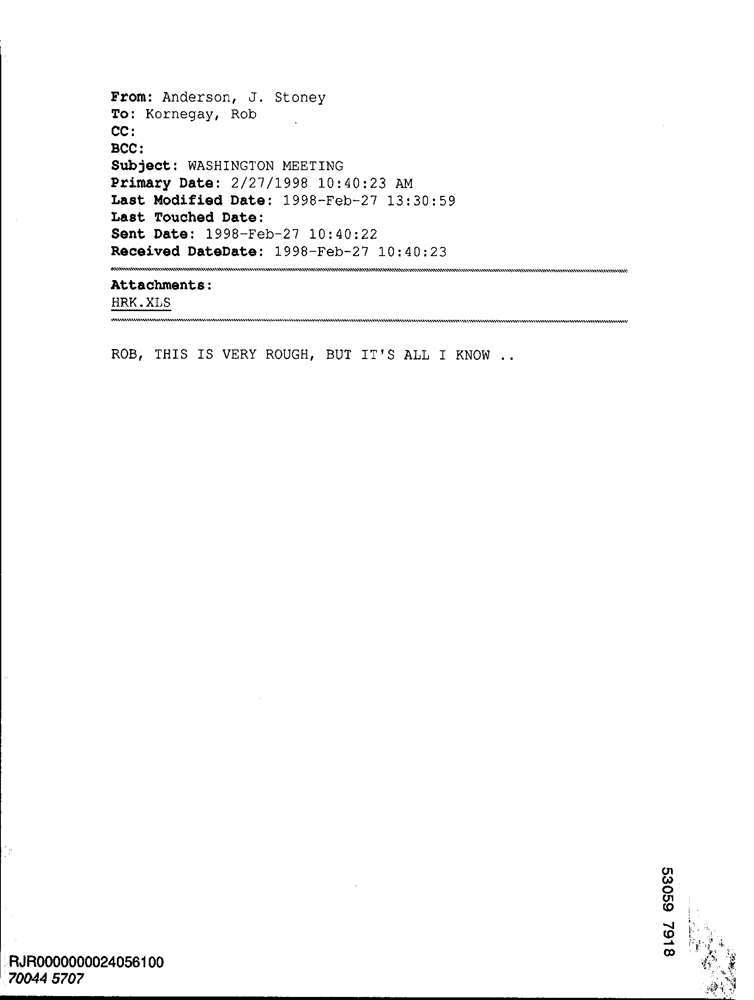 From: Anderson, J. Stoney
To: Kornegay, Rob
CC:
BCC:
Subject: WASHINGTON MEETING
Primary Date: 2/27/1998 10:40:23 AM
Last Modified Date: 1998-Feb-27 13:30:59
Last Touched Date:
Sent Date: 1998-Feb-27 10:40:22
Received DateDate: 1998-Feb-27 10:40:23
Attachments:
HRK.XLS
ROB, THIS IS VERY ROUGH, BUT IT'S ALL I KNOW ..
53059 7918
RJR0000000024056100
70044 5707